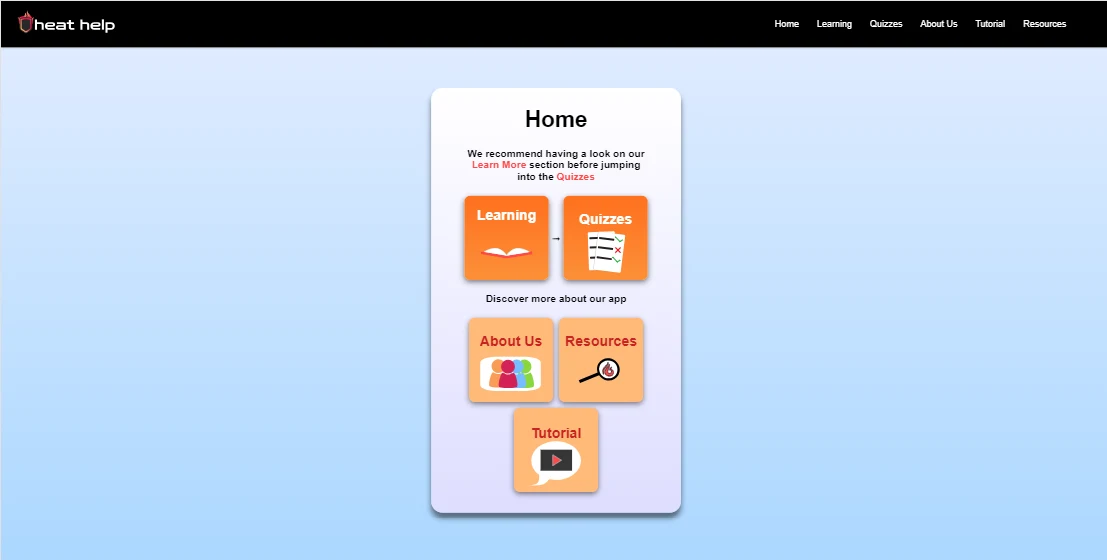 heat help
Home Learning Quizzes About Us Tutorial Resources
Home
We recommend having a look on our
Learn More section before jumping
into the Quizzes
Learning
→
Quizzes
Discover more about our app
About Us
Resources
Tutorial